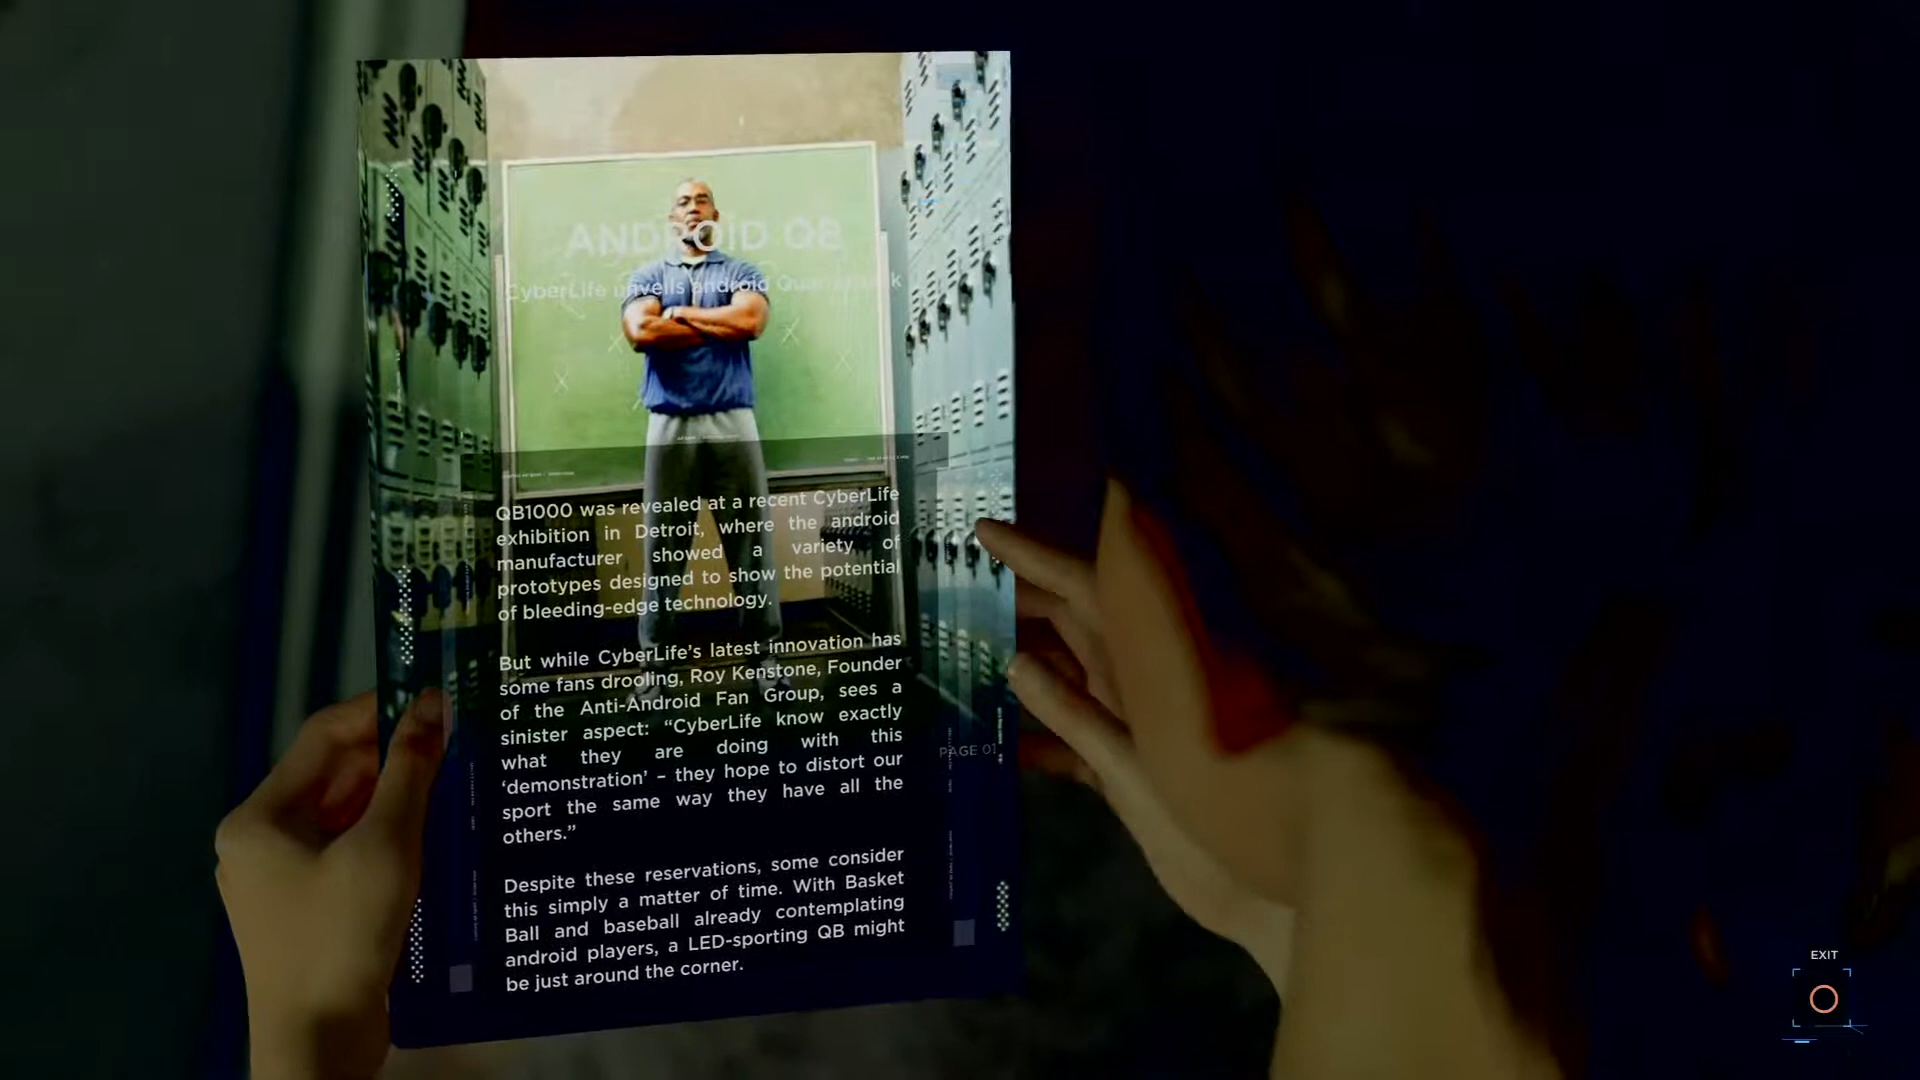 ANDROID QB
CyberLife unveils android Quarterback
QB1000 was revealed at a recent CyberLife
exhibition in Detroit, where the android
manufacturer showed a variety of
prototypes designed to show the potential
of bleeding-edge technology.
But while CyberLife’s latest innovation has
some fans drooling, Roy Kenstone, Founder
of the Anti-Android Fan Group, sees a
sinister aspect: “CyberLife know exactly
what they are doing with this
‘demonstration’ – they hope to distort our
sport the same way they have all the
others.”
Despite these reservations, some consider
this simply a matter of time. With Basket
Ball and baseball already contemplating
android players, a LED-sporting QB might
be just around the corner.
PAGE 01
EXIT